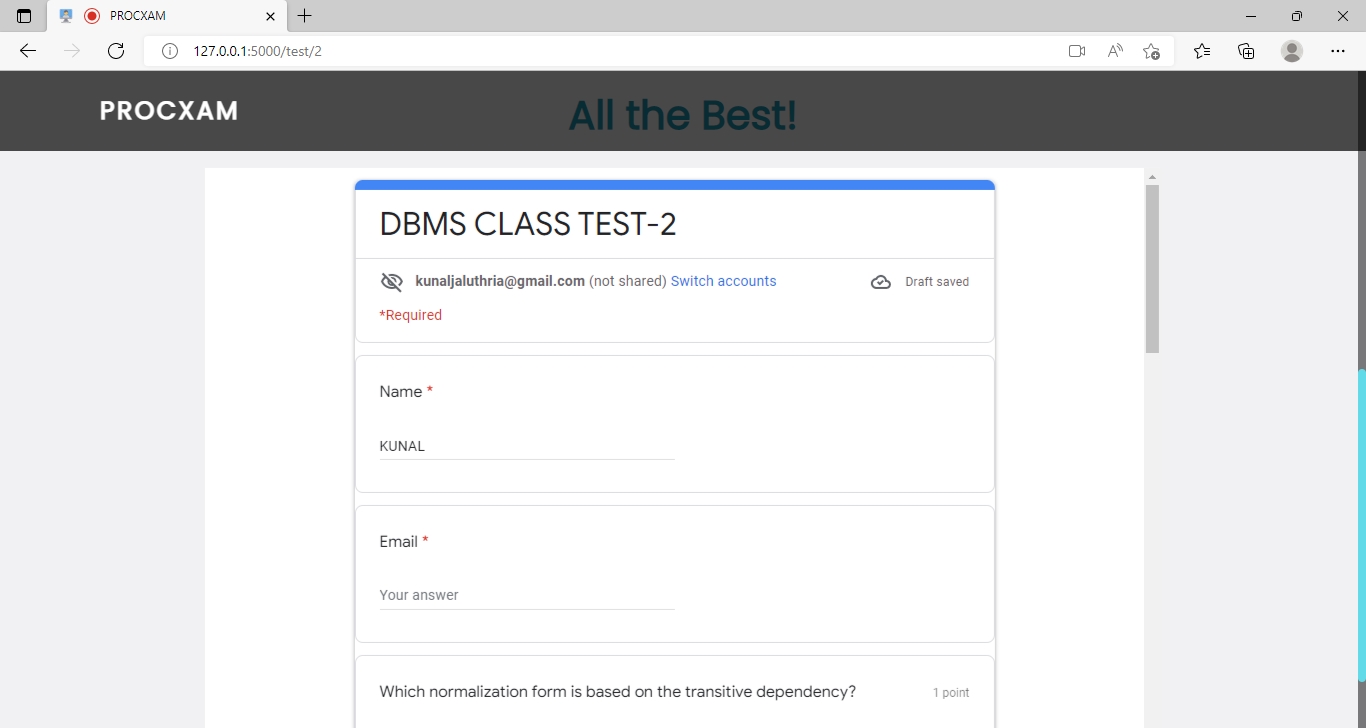 PROCXAM
127.0.0.1:5000/test/2
PROCXAM
All the Best!
DBMS CLASS TEST-2
kunaljaluthria@gmail.com (not shared) Switch accounts
Draft saved
*Required
Name *
KUNAL
Email *
Your answer
Which normalization form is based on the transitive dependency?
1 point